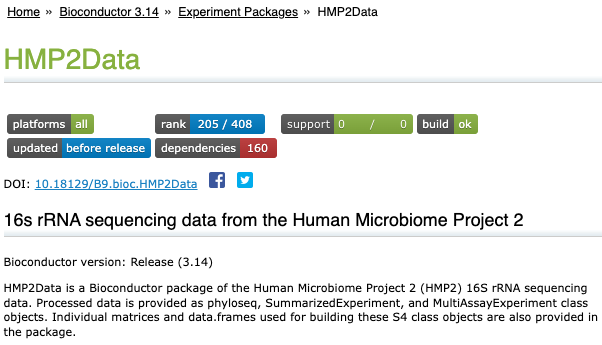 Home » Bioconductor 3.14 » Experiment Packages » HMP2Data
HMP2Data
platforms all rank 205 / 408 support 0 / 0 build ok
updated before release dependencies 160
DOI: 10.18129/B9.bioc.HMP2Data
16s rRNA sequencing data from the Human Microbiome Project 2
Bioconductor version: Release (3.14)
HMP2Data is a Bioconductor package of the Human Microbiome Project 2 (HMP2) 16S rRNA sequencing
data. Processed data is provided as phyloseq, SummarizedExperiment, and MultiAssayExperiment class
objects. Individual matrices and data.frames used for building these S4 class objects are also provided in
the package.